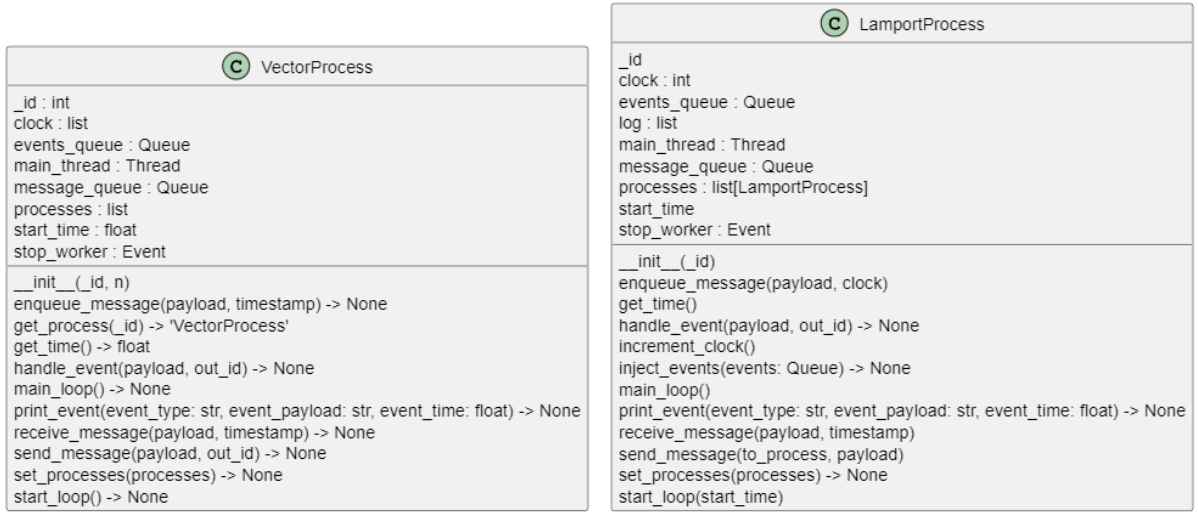 C VectorProcess
_id : int
clock : list
events_queue : Queue
main_thread : Thread
message_queue : Queue
processes : list
start_time : float
stop_worker : Event
__init__(_id, n)
enqueue_message(payload, timestamp) -> None
get_process(_id) -> 'VectorProcess'
get_time() -> float
handle_event(payload, out_id) -> None
main_loop() -> None
print_event(event_type: str, event_payload: str, event_time: float) -> None
receive_message(payload, timestamp) -> None
send_message(payload, out_id) -> None
set_processes(processes) -> None
start_loop() -> None
C LamportProcess
_id
clock : int
events_queue : Queue
log : list
main_thread : Thread
message_queue : Queue
processes : list[LamportProcess]
start_time
stop_worker : Event
__init__(_id)
enqueue_message(payload, clock)
get_time()
handle_event(payload, out_id) -> None
increment_clock()
inject_events(events: Queue) -> None
main_loop()
print_event(event_type: str, event_payload: str, event_time: float) -> None
receive_message(payload, timestamp)
send_message(to_process, payload)
set_processes(processes) -> None
start_loop(start_time)